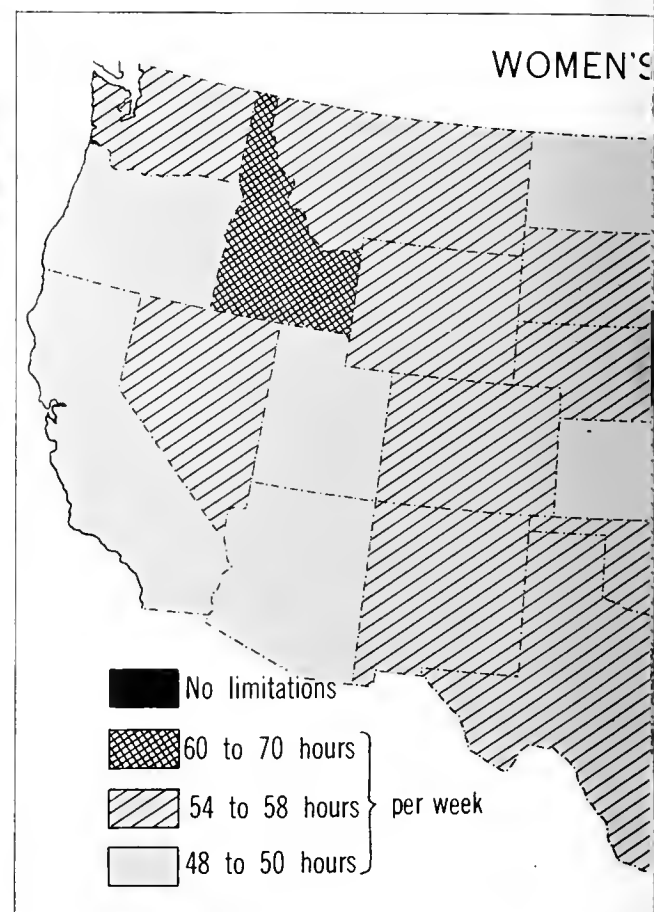 WOMEN'S
No limitations
60 to 70 hours
54 to 58 hours per week
48 to 50 hours